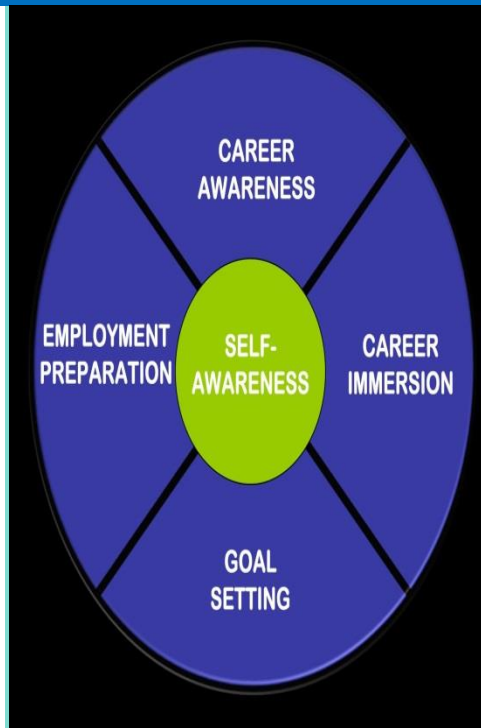 CAREER
AWARENESS
EMPLOYMENT
PREPARATION
SELF-
AWARENESS
CAREER
IMMERSION
GOAL
SETTING